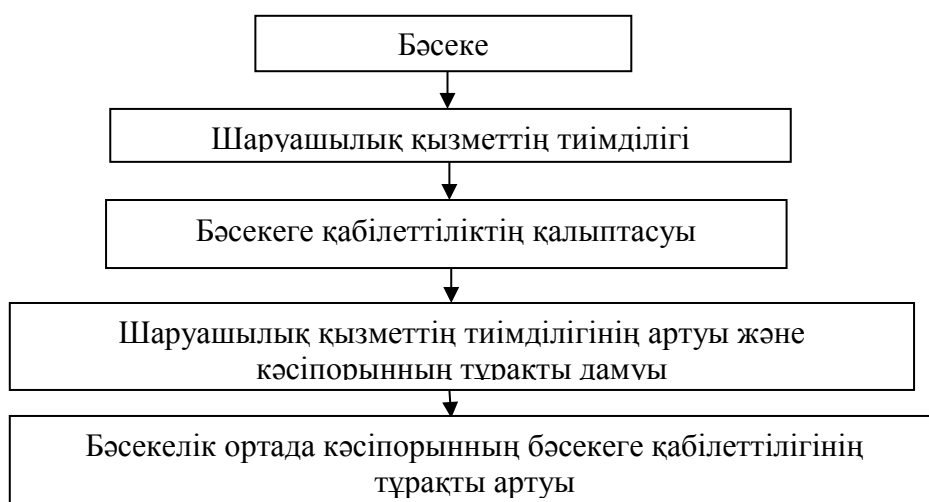 Бәсеке
Шаруашылық қызметтің тиімділігі
Бәсекеге қабілеттіліктің қалыптасуы
Шаруашылық қызметтің тиімділігінің артуы және
кәсіпорынның тұрақты дамуы
Бәсекелік ортада кәсіпорынның бәсекеге қабілеттілігінің
тұрақты артуы